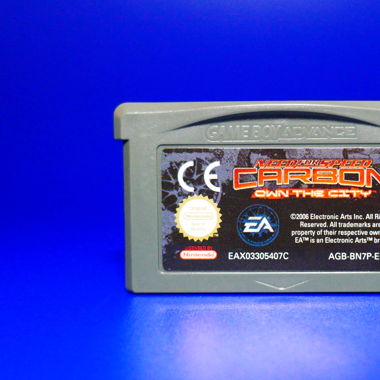 GAME BOY ADVANCE
NEED FOR SPEED
CARBON
OWN THE CITY
CE
EA
©2006 Electronic Arts Inc. All Ri
Reserved. All trademarks are
property of their respective own
EA™ is an Electronic Arts™ br
Nintendo
EAX03305407C
AGB-BN7P-E